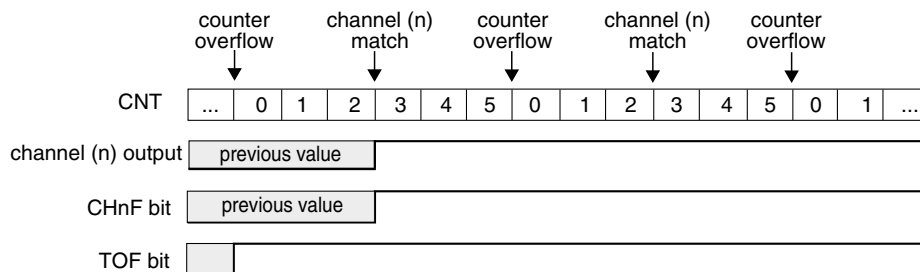 counter overflow channel (n) match counter overflow channel (n) match counter overflow
CNT ... 0 1 2 3 4 5 0 1 2 3 4 5 0 1 ...
channel (n) output previous value
CHnF bit previous value
TOF bit